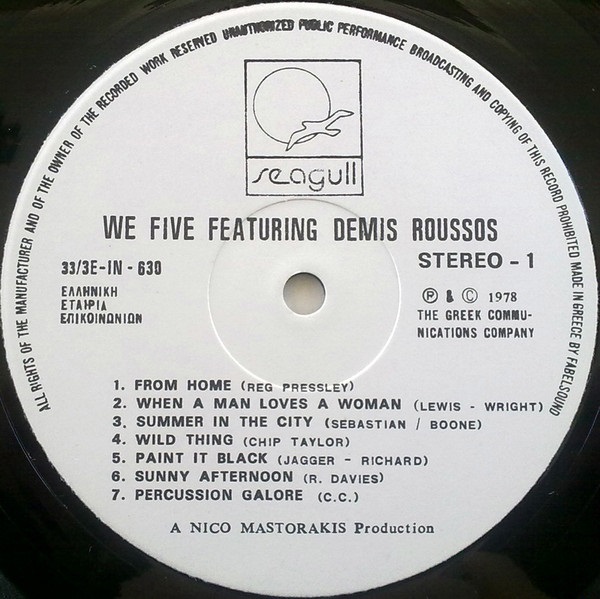 ALL RIGHTS OF THE MANUFACTURER AND OF THE OWNER OF THE RECORDED WORK RESERVED UNAUTHORIZED PUBLIC PERFORMANCE BROADCASTING AND COPYING OF THIS RECORD PROHIBITED MADE IN GREECE BY FABELSOUND
seagull
WE FIVE FEATURING DEMIS ROUSSOS
33/3E-IN - 630
STEREO - 1
ΕΛΛΗΝΙΚΗ
ΕΤΑΙΡΙΑ
ΕΠΙΚΟΙΝΩΝΙΩΝ
Ⓟ & © 1978
THE GREEK COMMU-
NICATIONS COMPANY
1. FROM HOME (REG PRESSLEY)
2. WHEN A MAN LOVES A WOMAN (LEWIS - WRIGHT)
3. SUMMER IN THE CITY (SEBASTIAN / BOONE)
4. WILD THING (CHIP TAYLOR)
5. PAINT IT BLACK (JAGGER - RICHARD)
6. SUNNY AFTERNOON (R. DAVIES)
7. PERCUSSION GALORE (C.C.)
A NICO MASTORAKIS Production